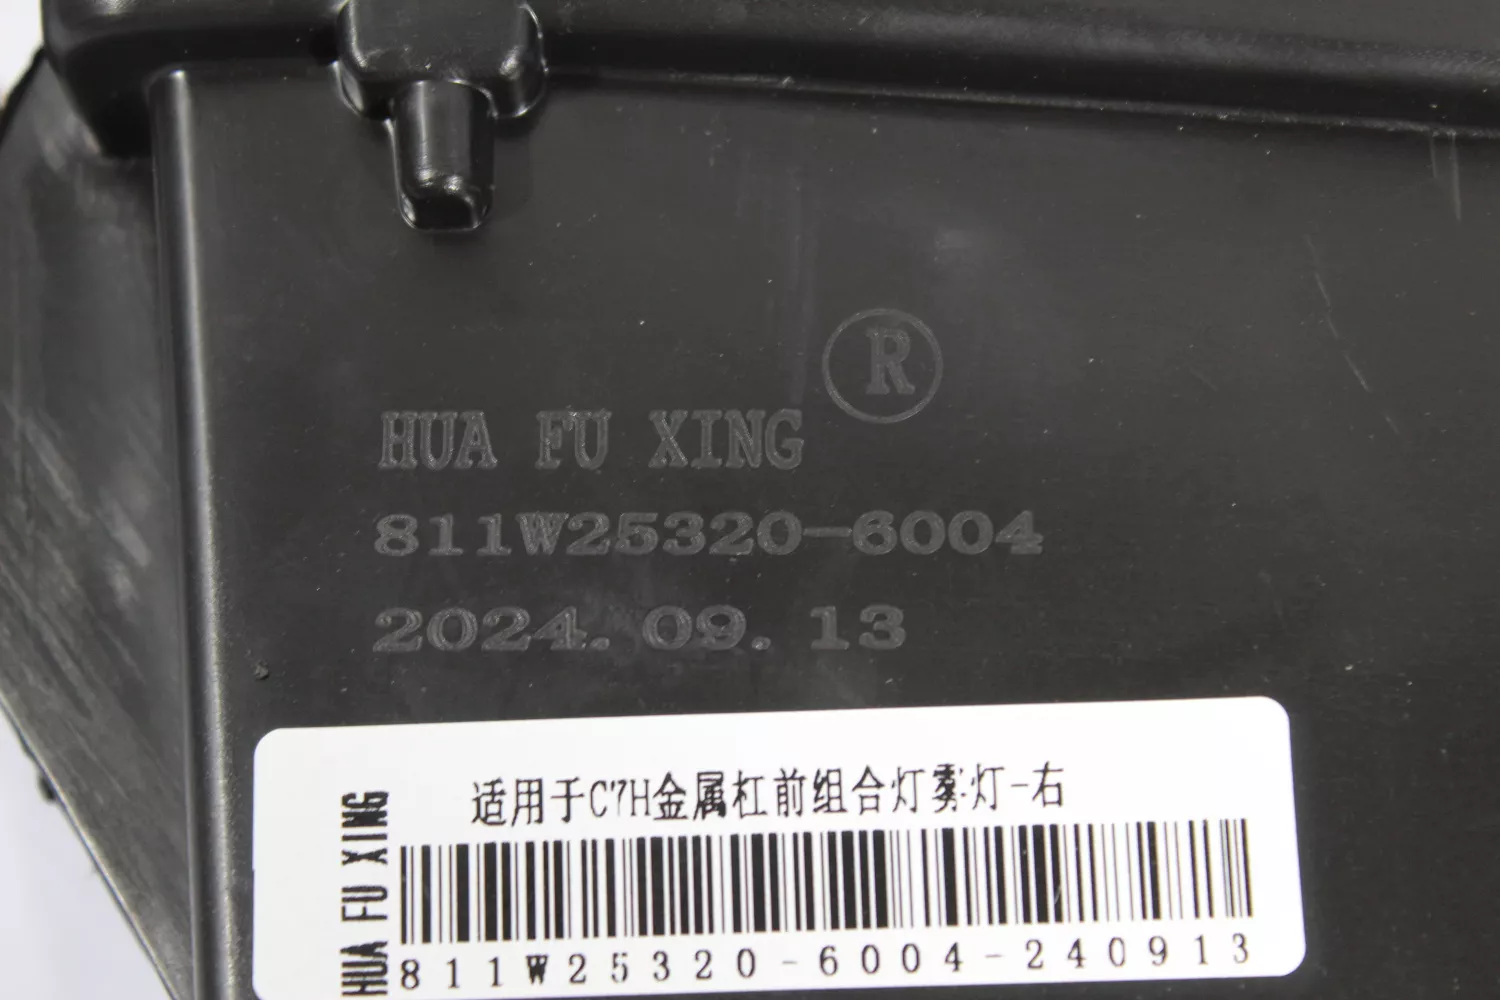 HUA FU XING ®
811W25320-6004
2024.09.13
适用于C7H金属杠前组合灯雾灯-右
HUA FU XING
811W25320-6004-240913